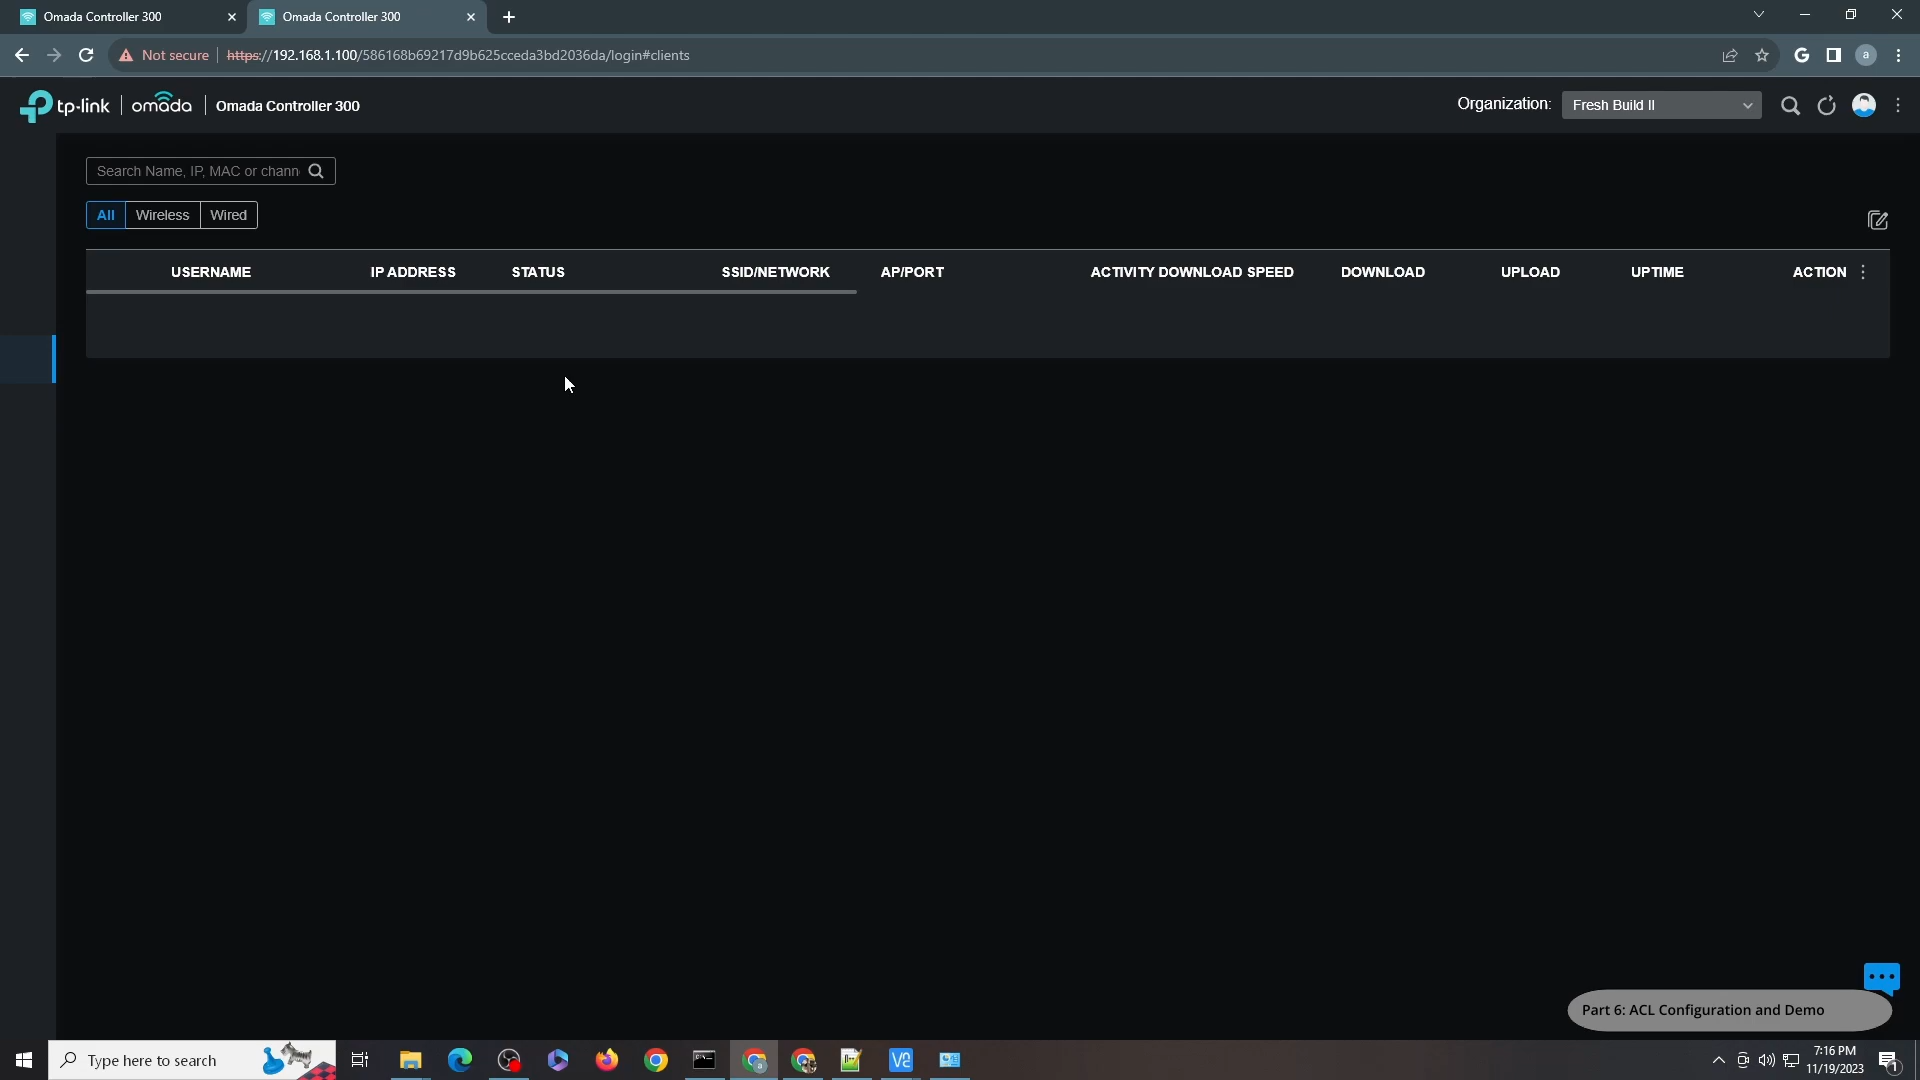 Omada Controller 300
Omada Controller 300
Not secure https://192.168.1.100/586168b69217d9b625cceda3bd2036da/login#clients
a
tp-link omada Omada Controller 300
Organization: Fresh Build II
Search Name, IP, MAC or chann
All Wireless Wired
USERNAME IP ADDRESS STATUS SSID/NETWORK AP/PORT ACTIVITY DOWNLOAD SPEED DOWNLOAD UPLOAD UPTIME ACTION
Part 6: ACL Configuration and Demo
Type here to search
7:16 PM
11/19/2023
1